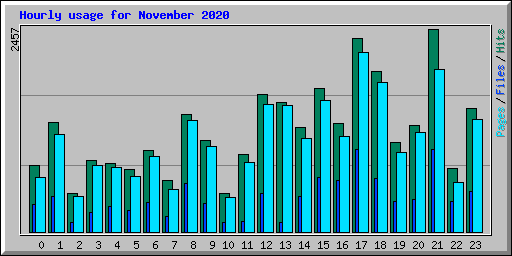 Hourly usage for November 2020
2457
Pages/Files/Hits
0 1 2 3 4 5 6 7 8 9 10 11 12 13 14 15 16 17 18 19 20 21 22 23